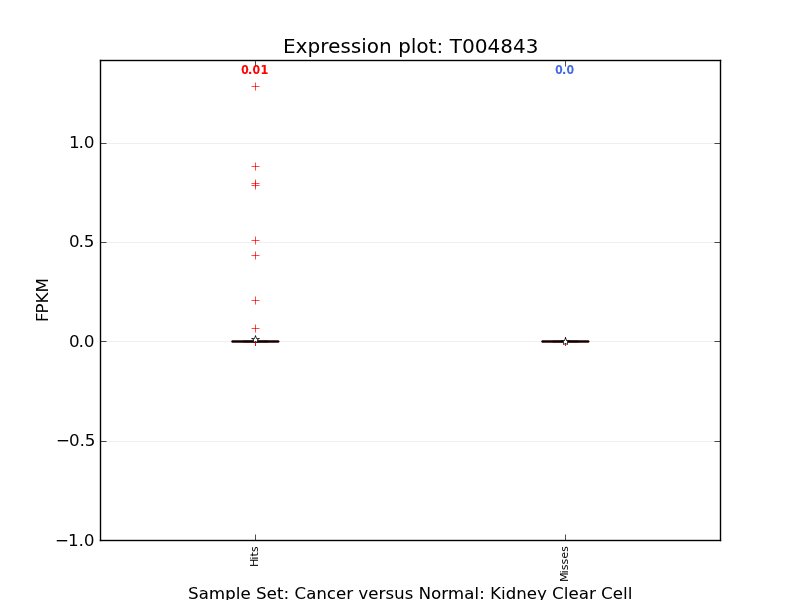 Expression plot: T004843
0.01
0.0
1.0
0.5
0.0
−0.5
−1.0
FPKM
Hits
Misses
Sample Set: Cancer versus Normal: Kidney Clear Cell